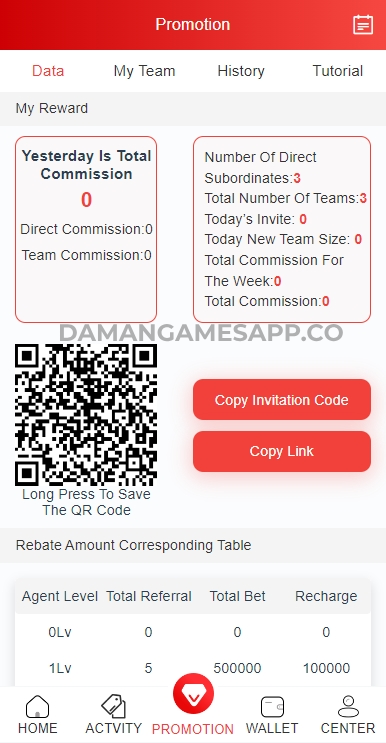 Promotion
Data My Team History Tutorial
My Reward
Yesterday Is Total
Commission
0
Direct Commission:0
Team Commission:0
Number Of Direct
Subordinates:3
Total Number Of Teams:3
Today's Invite: 0
Today New Team Size: 0
Total Commission For
The Week:0
Total Commission:0
DAMANGAMESAPP.CO
Copy Invitation Code
Copy Link
Long Press To Save
The QR Code
Rebate Amount Corresponding Table
Agent Level Total Referral Total Bet Recharge
0Lv 0 0 0
1Lv 5 500000 100000
HOME ACTVITY PROMOTION WALLET CENTER